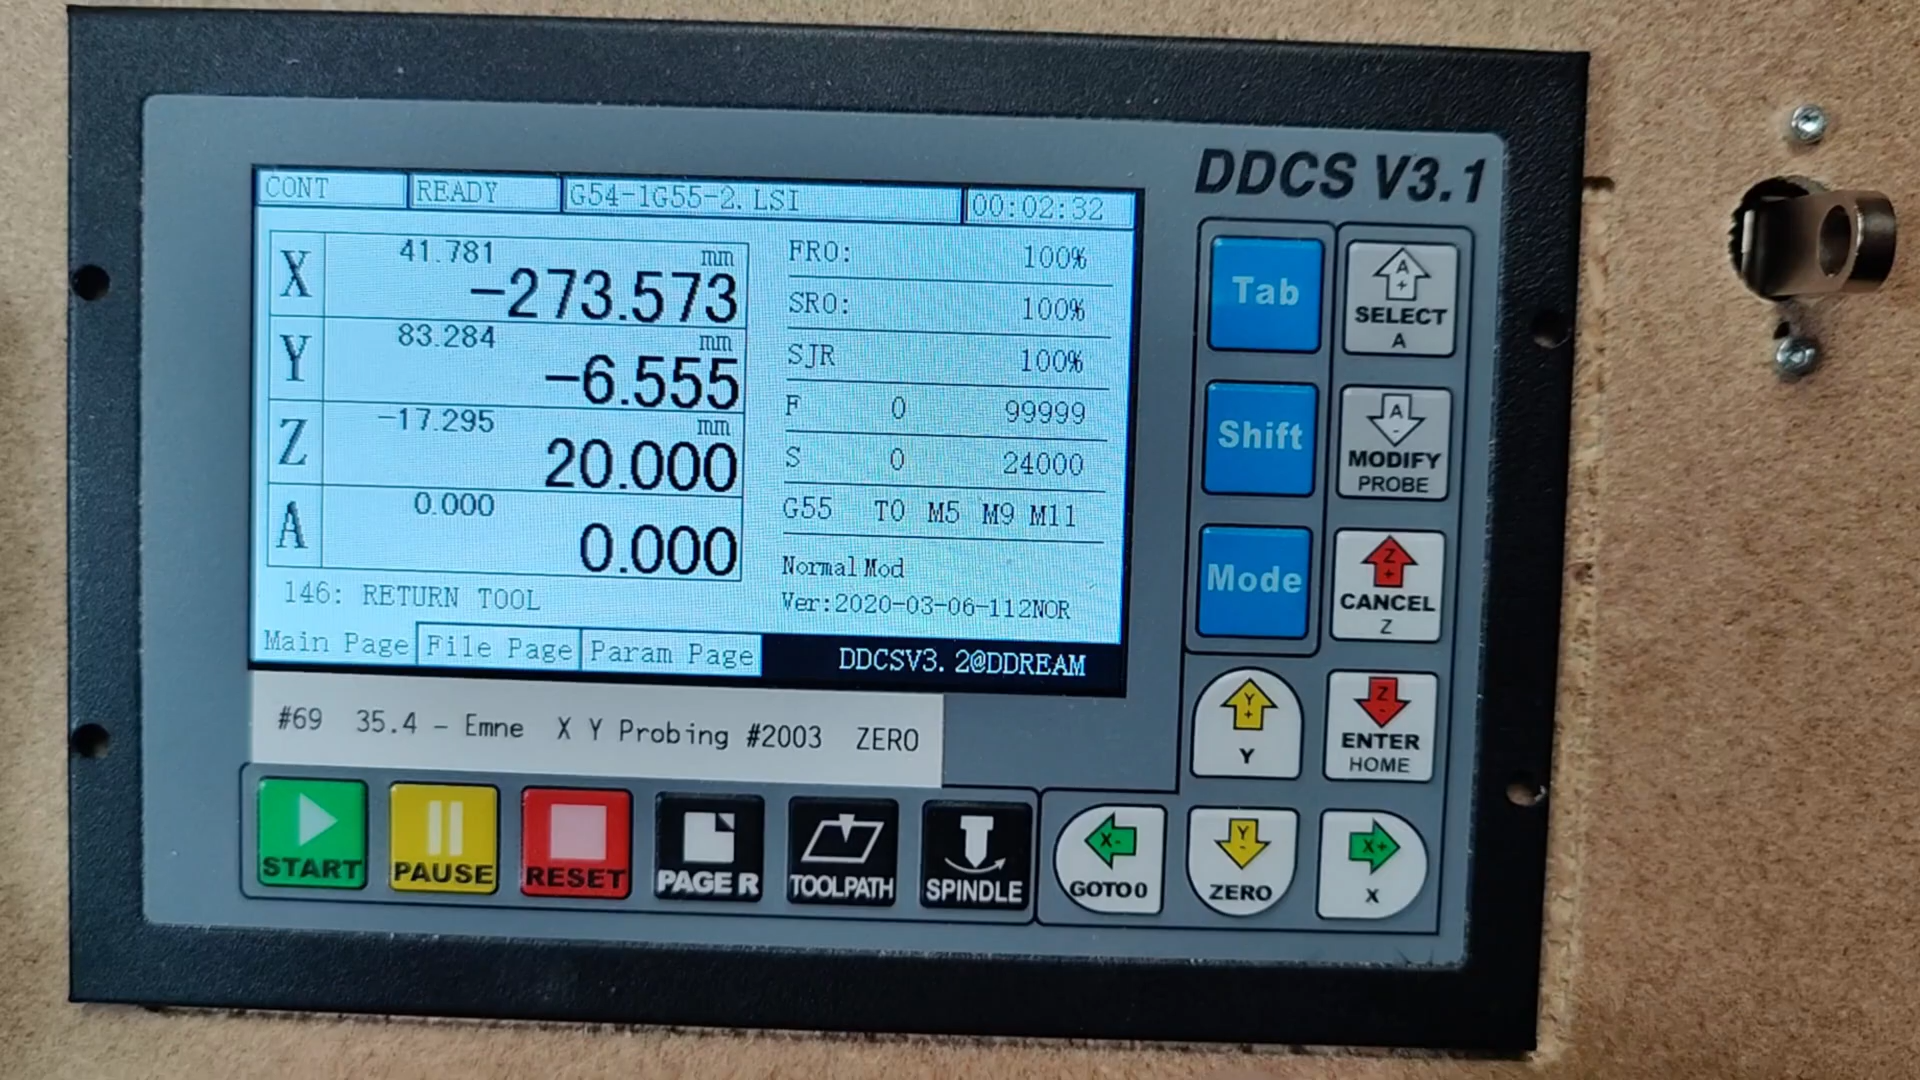 DDCS V3.1
CONT READY G54-1G55-2.LSI 00:02:32
X 41.781 mm -273.573
Y 83.284 mm -6.555
Z -17.295 mm 20.000
A 0.000 0.000
146: RETURN TOOL
FRO: 100%
SRO: 100%
SJR 100%
F 0 99999
S 0 24000
G55 T0 M5 M9 M11
Normal Mod
Ver:2020-03-06-112NOR
Main Page File Page Param Page DDCSV3.2@DDREAM
#69 35.4 - Emne X Y Probing #2003 ZERO
Tab
A+
SELECT
A
Shift
A-
MODIFY
PROBE
Mode
Z+
CANCEL
Z
Y+
Y
Z-
ENTER
HOME
START
PAUSE
RESET
PAGE R
TOOLPATH
SPINDLE
X-
GOTO0
Y-
ZERO
X+
X